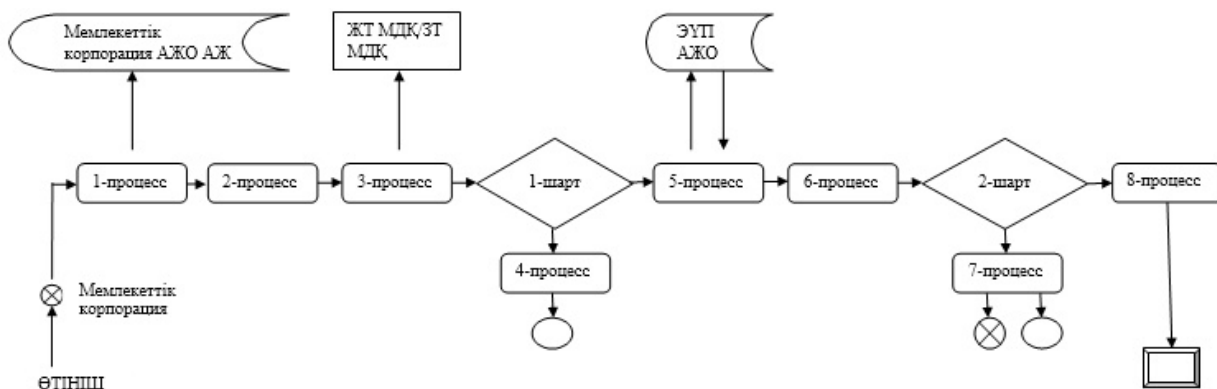 Мемлекеттік
корпорация АЖО АЖ
ЖТ МДҚ/ЗТ
МДҚ
ЭҮП
АЖО
1-процесс
2-процесс
3-процесс
1-шарт
5-процесс
6-процесс
2-шарт
8-процесс
4-процесс
7-процесс
Мемлекеттік
корпорация
ӨТІНІШ